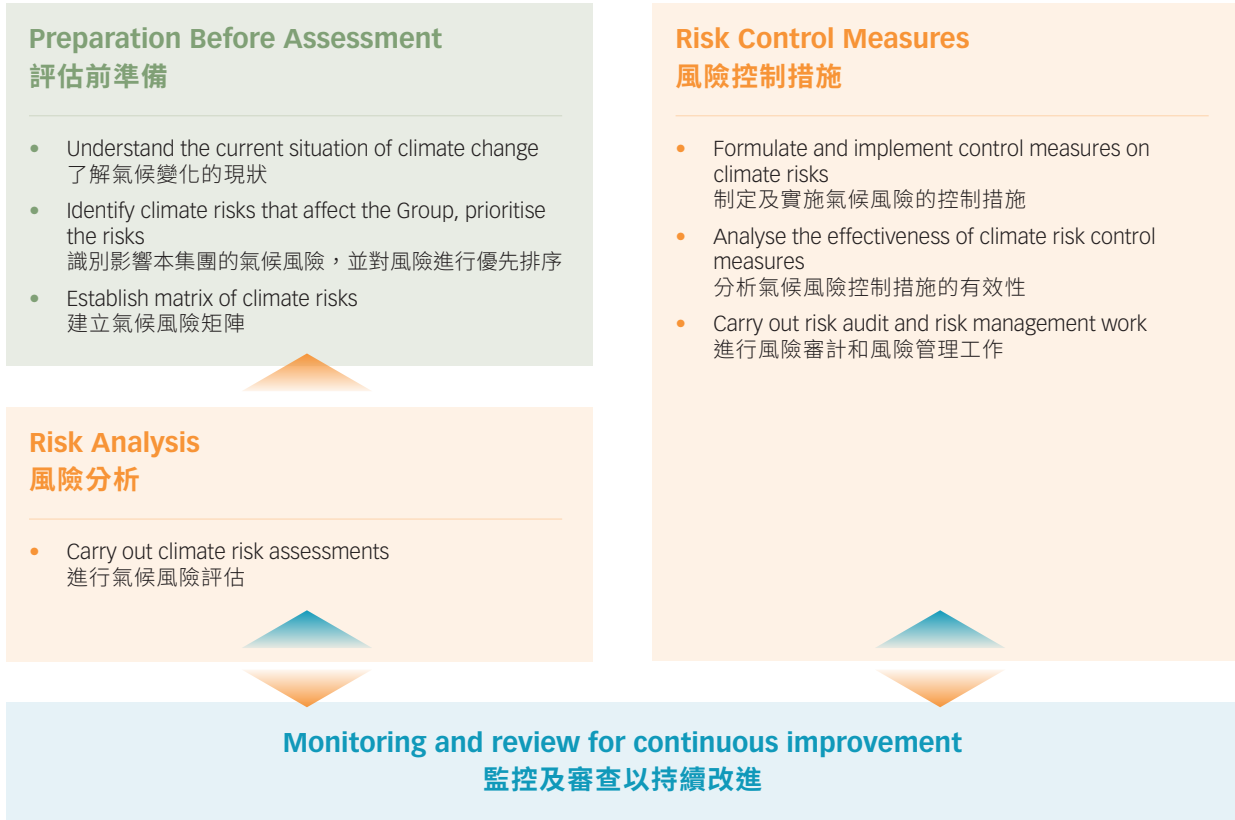 Preparation Before Assessment
評估前準備
• Understand the current situation of climate change
了解氣候變化的現狀
• Identify climate risks that affect the Group, prioritise
the risks
識別影響本集團的氣候風險，並對風險進行優先排序
• Establish matrix of climate risks
建立氣候風險矩陣
Risk Analysis
風險分析
• Carry out climate risk assessments
進行氣候風險評估
Risk Control Measures
風險控制措施
• Formulate and implement control measures on
climate risks
制定及實施氣候風險的控制措施
• Analyse the effectiveness of climate risk control
measures
分析氣候風險控制措施的有效性
• Carry out risk audit and risk management work
進行風險審計和風險管理工作
Monitoring and review for continuous improvement
監控及審查以持續改進